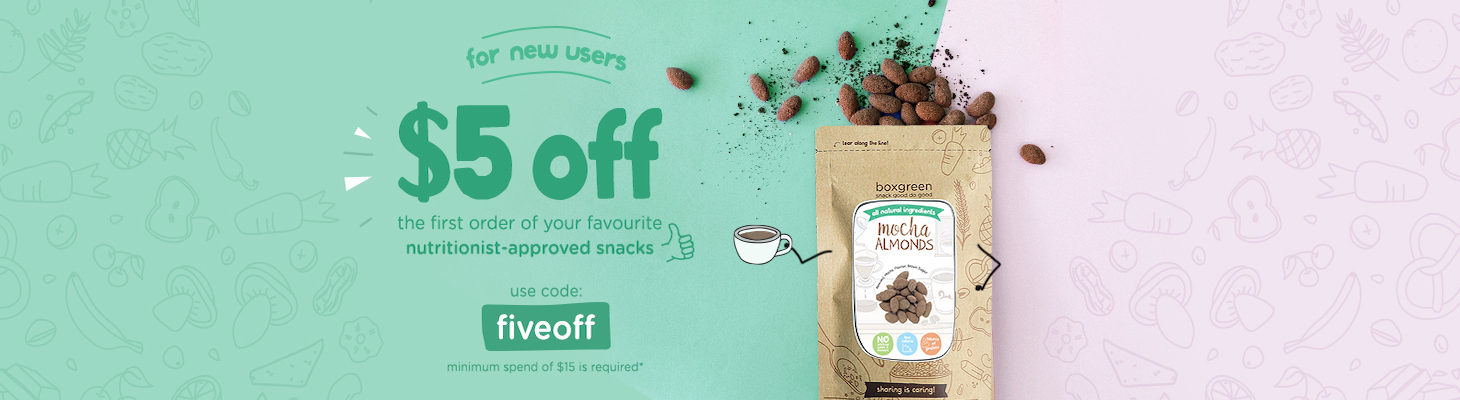 for new users
$5 off
the first order of your favourite
nutritionist-approved snacks
use code:
fiveoff
minimum spend of $15 is required*
tear along the line!
boxgreen
snack good do good
all natural ingredients
mocha
ALMONDS
NO
sharing is caring!